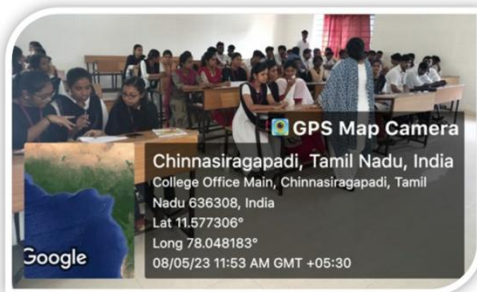 GPS Map Camera
Chinnasiragapadi, Tamil Nadu, India
College Office Main, Chinnasiragapadi, Tamil
Nadu 636308, India
Lat 11.577306°
Long 78.048183°
08/05/23 11:53 AM GMT +05:30
Google